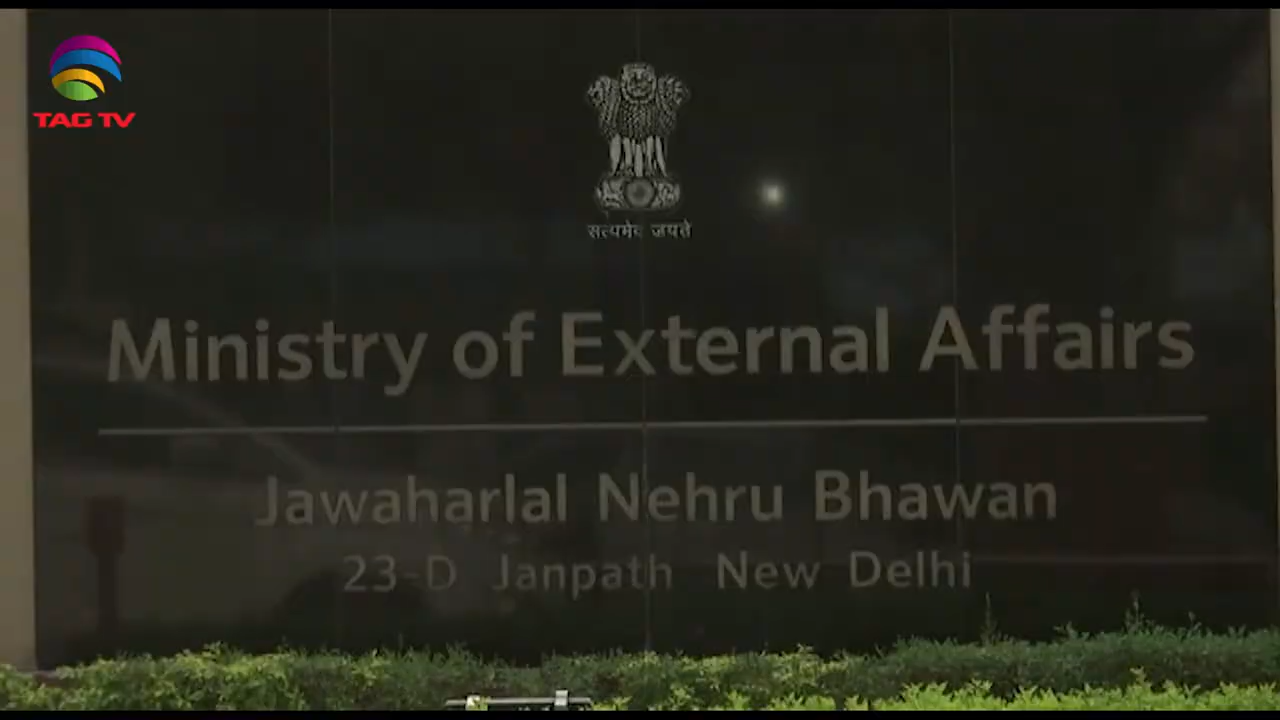 TAG TV
सत्यमेव जयते
Ministry of External Affairs
Jawaharlal Nehru Bhawan
23-D Janpath New Delhi